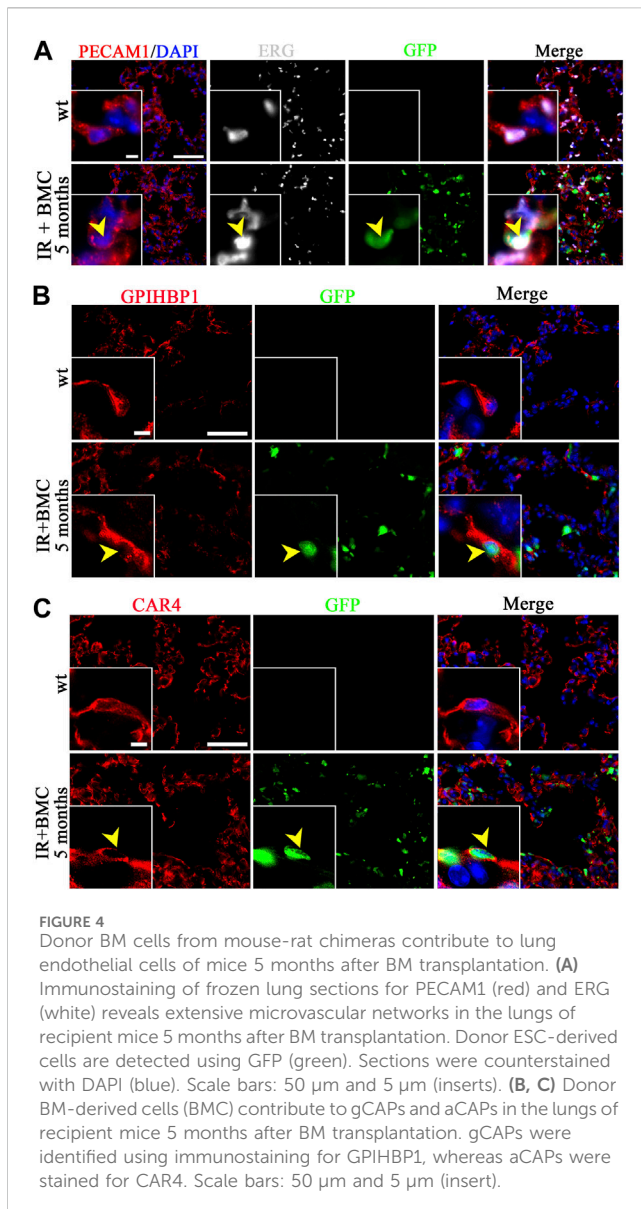 A
PECAM1/DAPI
ERG
GFP
Merge
wt
IR + BMC
5 months
B
GPIHBP1
GFP
Merge
wt
IR+BMC
5 months
C
CAR4
GFP
Merge
wt
IR+BMC
5 months
FIGURE 4
Donor BM cells from mouse-rat chimeras contribute to lung
endothelial cells of mice 5 months after BM transplantation. (A)
Immunostaining of frozen lung sections for PECAM1 (red) and ERG
(white) reveals extensive microvascular networks in the lungs of
recipient mice 5 months after BM transplantation. Donor ESC-derived
cells are detected using GFP (green). Sections were counterstained
with DAPI (blue). Scale bars: 50 µm and 5 µm (inserts). (B, C) Donor
BM-derived cells (BMC) contribute to gCAPs and aCAPs in the lungs of
recipient mice 5 months after BM transplantation. gCAPs were
identified using immunostaining for GPIHBP1, whereas aCAPs were
stained for CAR4. Scale bars: 50 µm and 5 µm (insert).